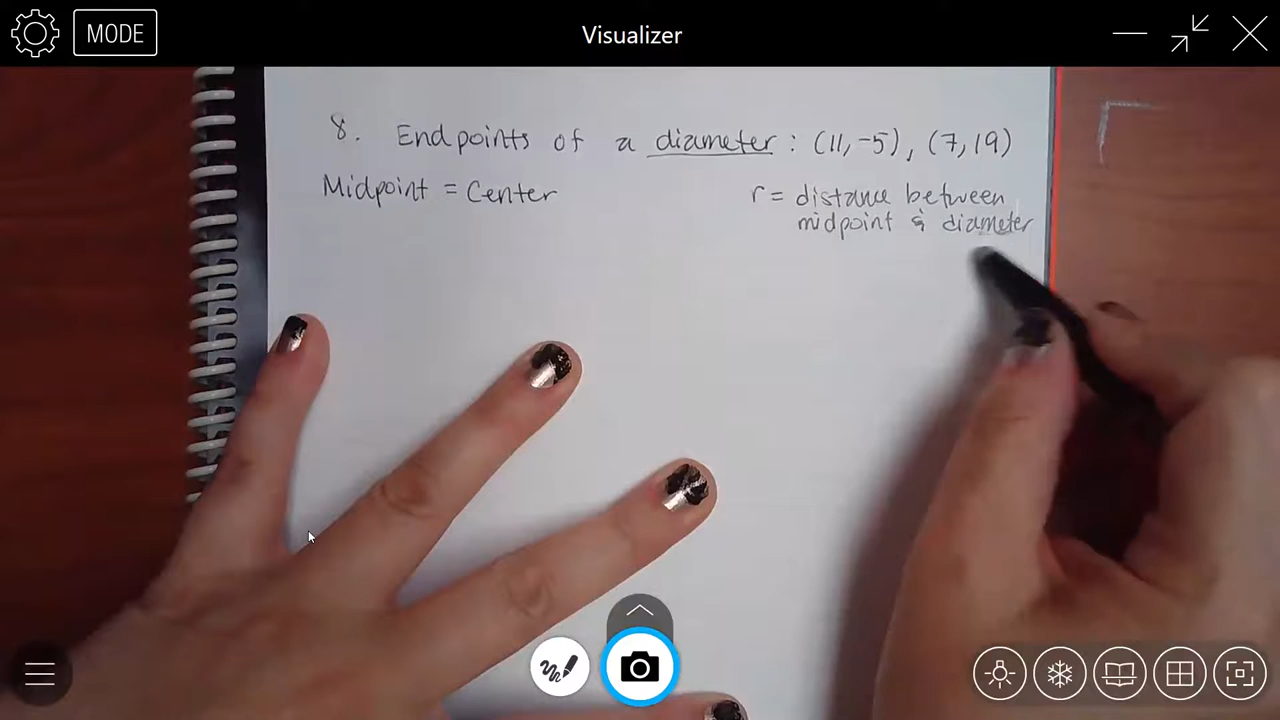 MODE
Visualizer
8. Endpoints of a diameter : (11,-5), (7,19)
Midpoint = Center
r = distance between
midpoint & diameter